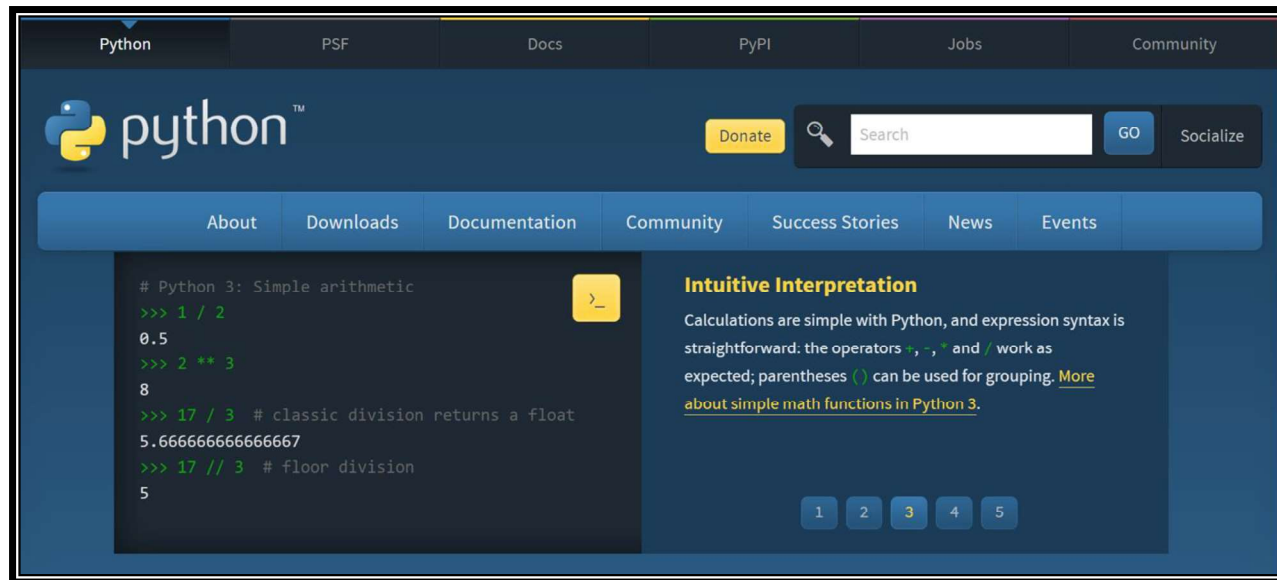 Python PSF Docs PyPI Jobs Community
python™
Donate Search GO Socialize
About Downloads Documentation Community Success Stories News Events
# Python 3: Simple arithmetic
>>> 1 / 2
0.5
>>> 2 ** 3
8
>>> 17 / 3 # classic division returns a float
5.666666666666667
>>> 17 // 3 # floor division
5
>_
Intuitive Interpretation
Calculations are simple with Python, and expression syntax is
straightforward: the operators +, -, * and / work as
expected; parentheses () can be used for grouping. More
about simple math functions in Python 3.
1 2 3 4 5